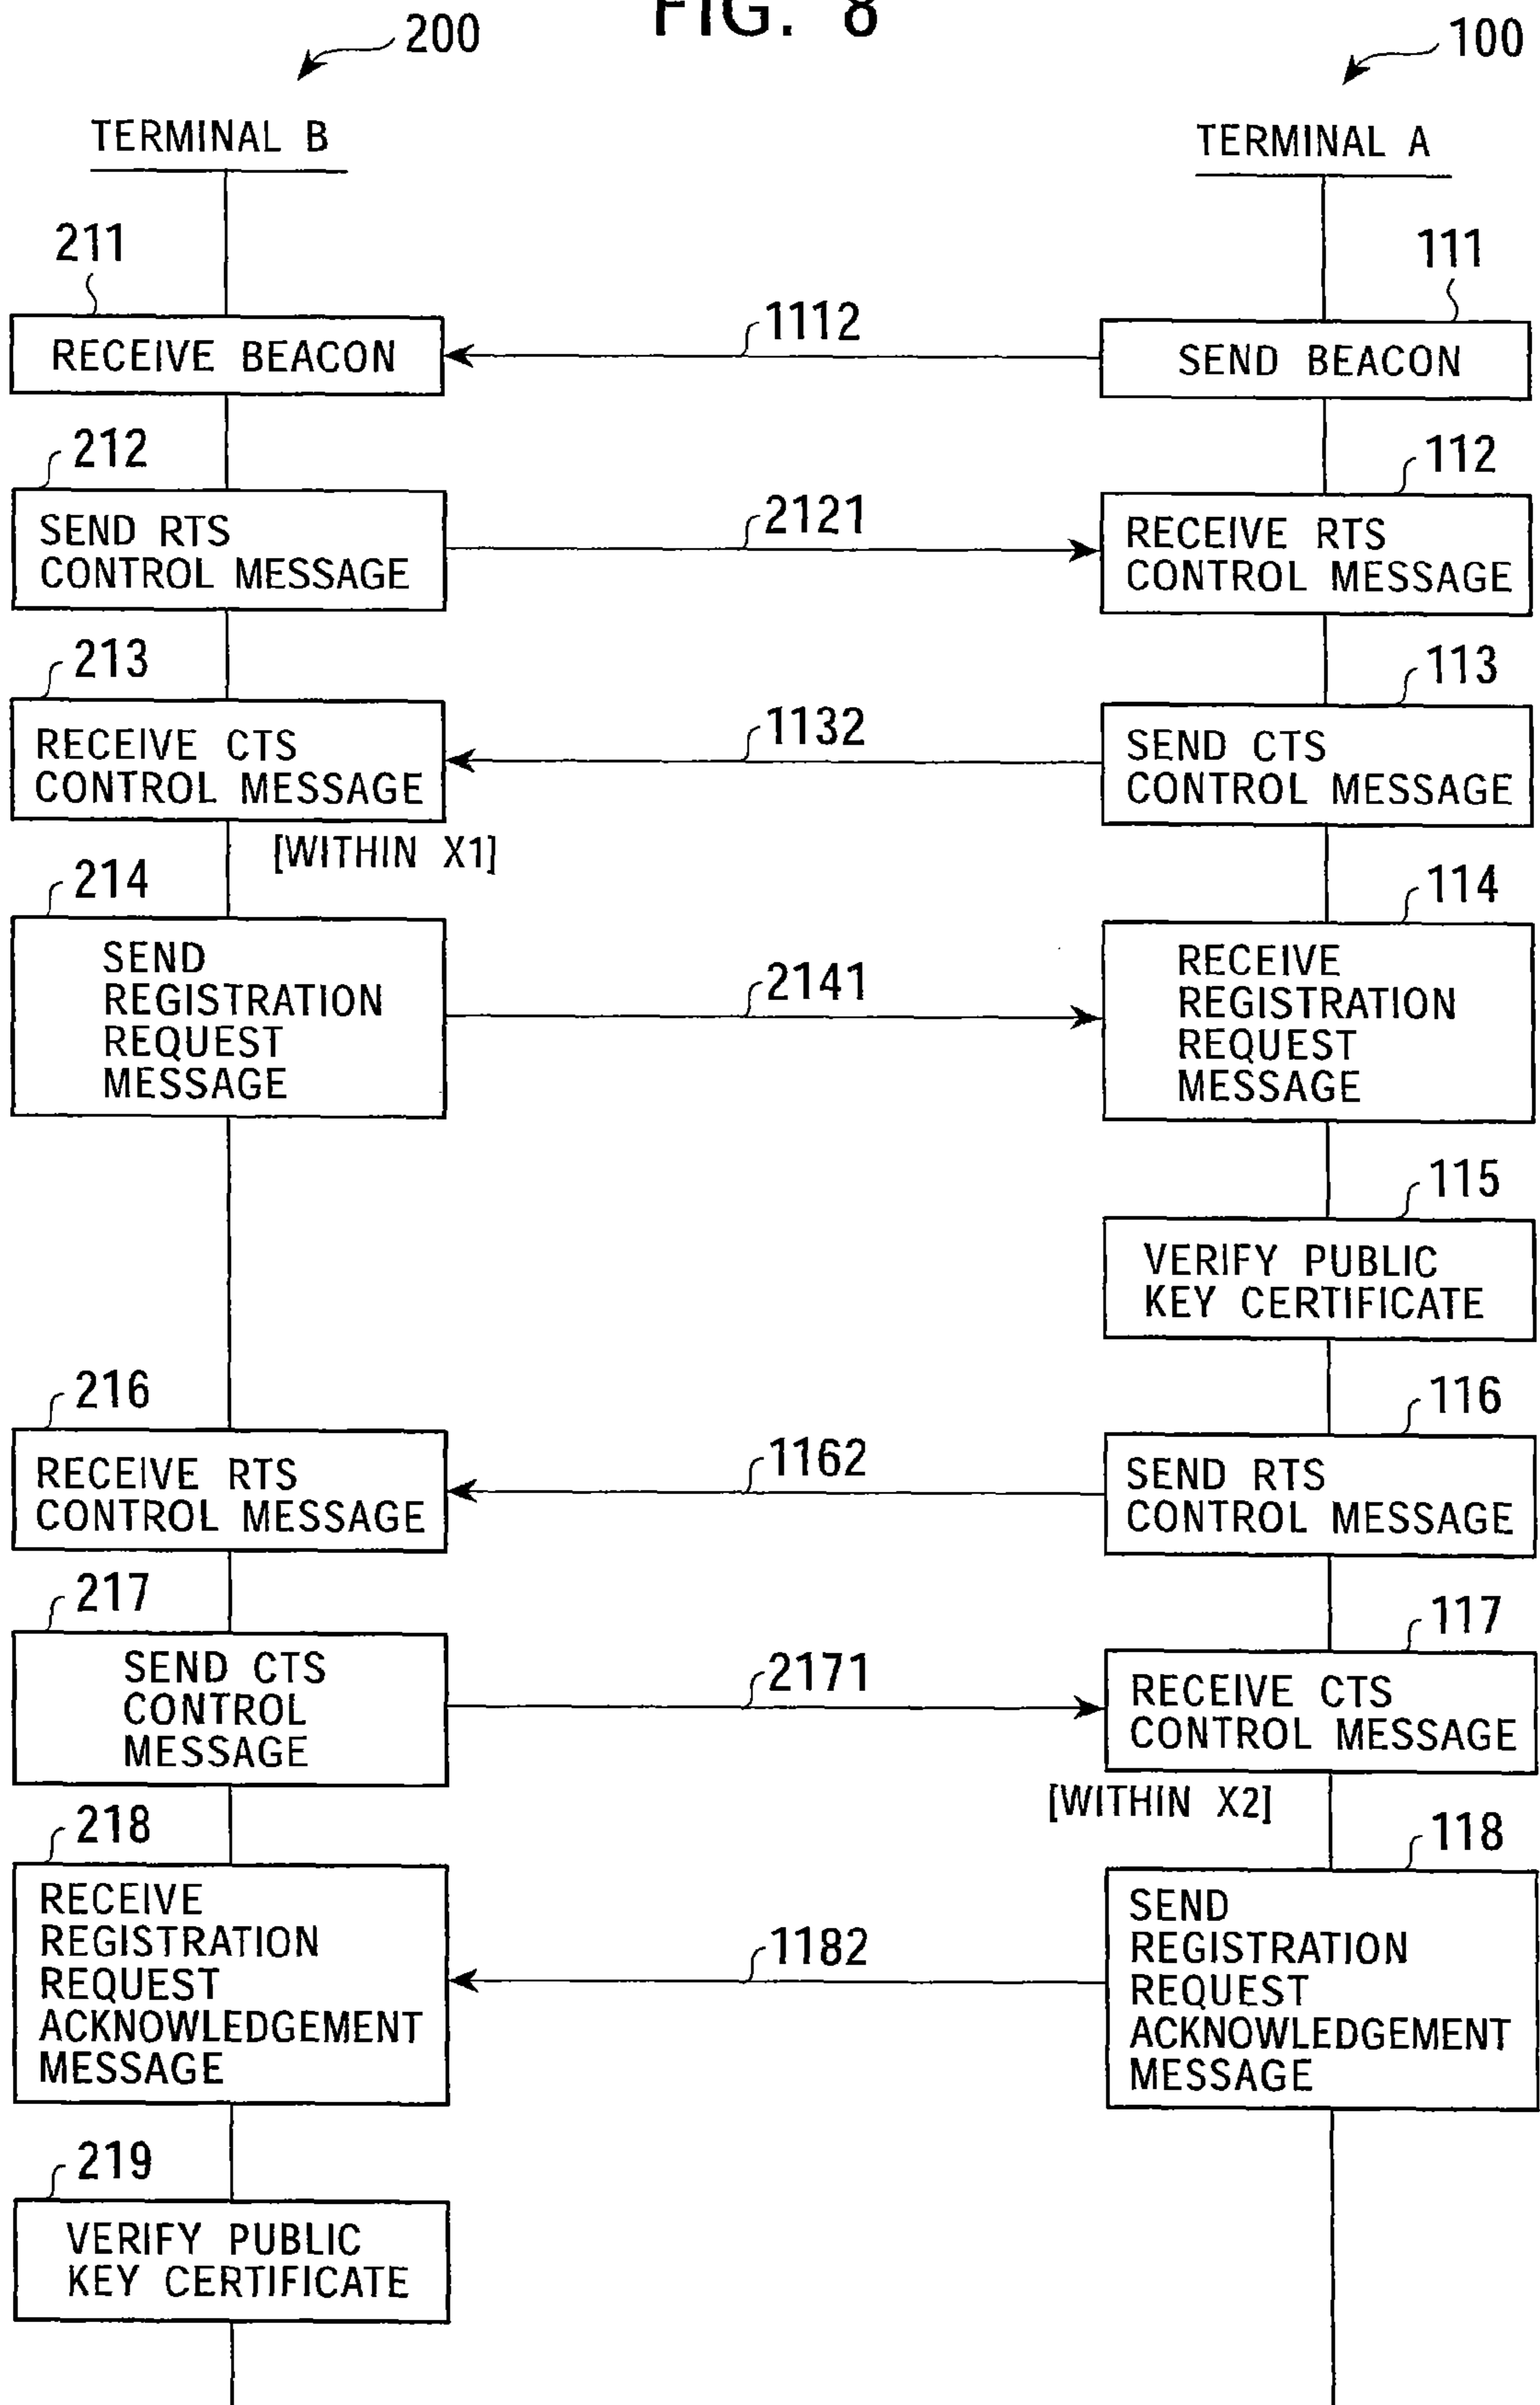 FIG. 8
200
100
TERMINAL B
TERMINAL A
211
111
RECEIVE BEACON
1112
SEND BEACON
212
112
SEND RTS
CONTROL MESSAGE
2121
RECEIVE RTS
CONTROL MESSAGE
213
113
RECEIVE CTS
CONTROL MESSAGE
1132
SEND CTS
CONTROL MESSAGE
[WITHIN X1]
214
114
SEND
REGISTRATION
REQUEST
MESSAGE
2141
RECEIVE
REGISTRATION
REQUEST
MESSAGE
115
VERIFY PUBLIC
KEY CERTIFICATE
216
116
RECEIVE RTS
CONTROL MESSAGE
1162
SEND RTS
CONTROL MESSAGE
217
117
SEND CTS
CONTROL
MESSAGE
2171
RECEIVE CTS
CONTROL MESSAGE
[WITHIN X2]
218
118
RECEIVE
REGISTRATION
REQUEST
ACKNOWLEDGEMENT
MESSAGE
1182
SEND
REGISTRATION
REQUEST
ACKNOWLEDGEMENT
MESSAGE
219
VERIFY PUBLIC
KEY CERTIFICATE